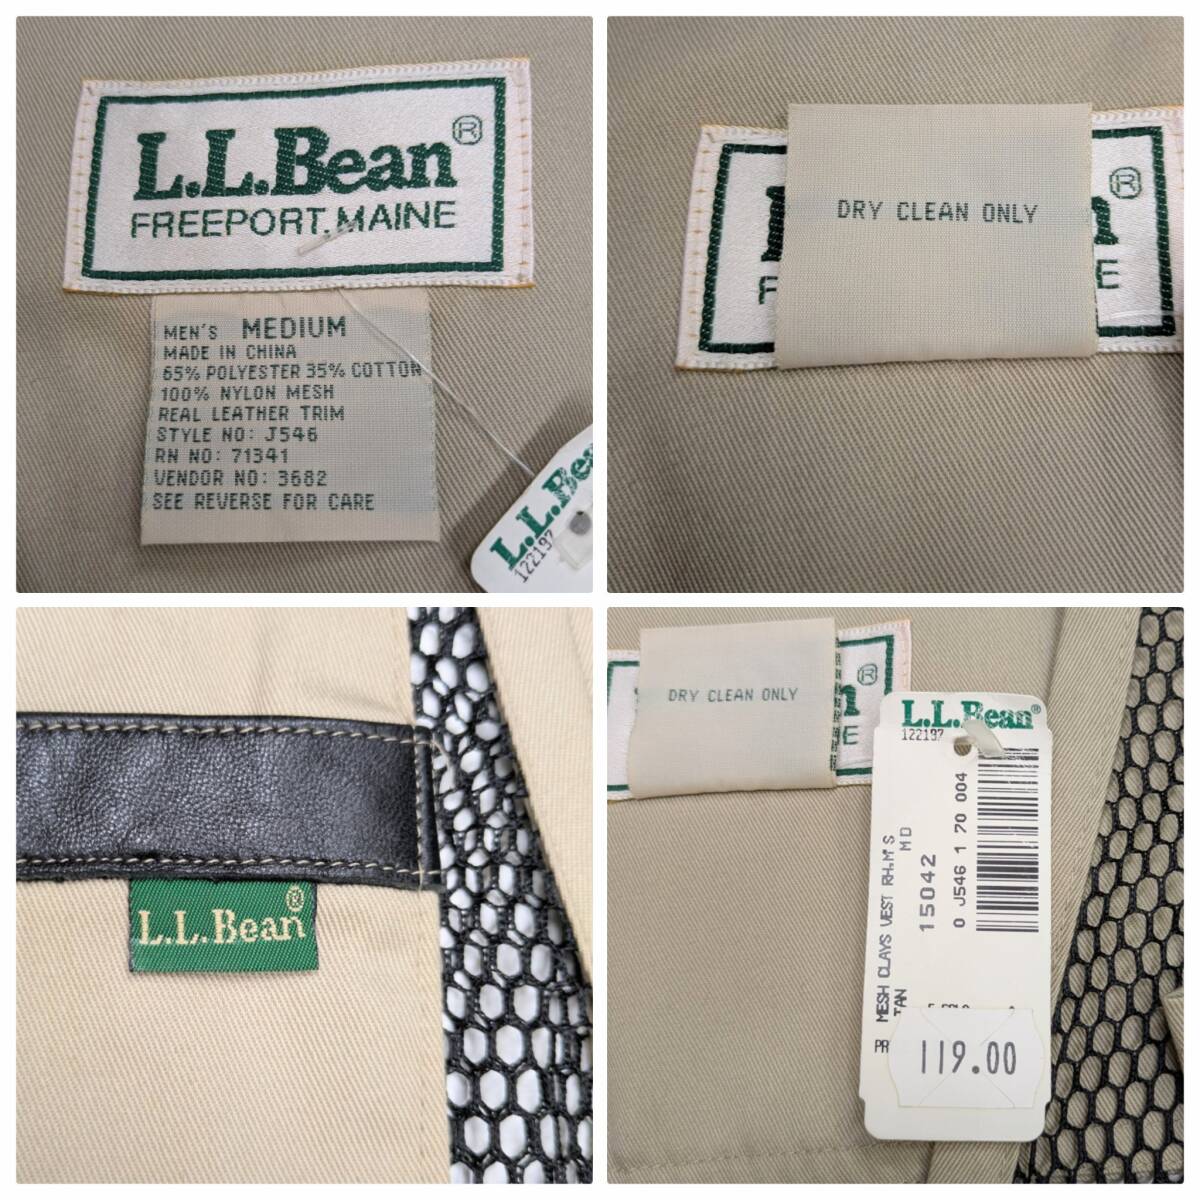 L.L.Bean®
FREEPORT, MAINE
MEN'S MEDIUM
MADE IN CHINA
65% POLYESTER 35% COTTON
100% NYLON MESH
REAL LEATHER TRIM
STYLE NO: J546
RN NO: 71341
VENDOR NO: 3682
SEE REVERSE FOR CARE
L.L.Bea
122197
DRY CLEAN ONLY
®
L.L.Bean®
DRY CLEAN ONLY
®
L.L.Bean®
122197
MESH CLAYS VEST RH,M'S
MD
TAN
15042
0 J546 1 70 004
PR
119.00